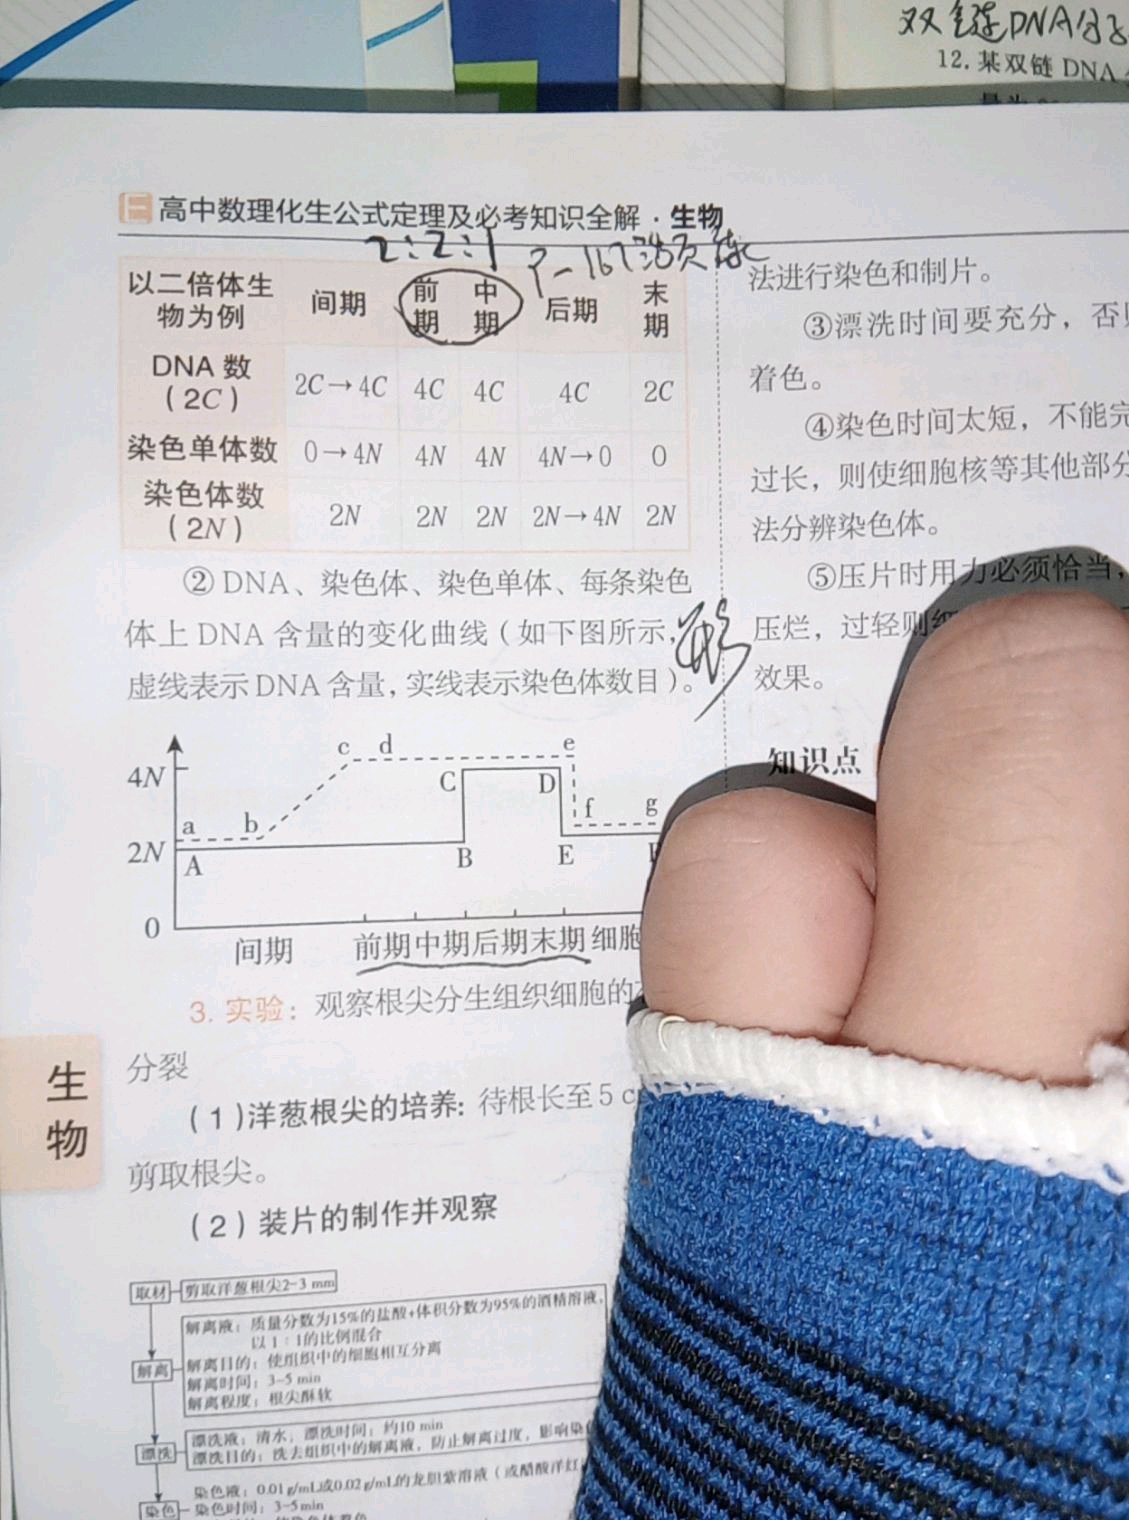 双链DNA分子
12. 某双链 DNA
高中数理化生公式定理及必考知识全解·生物
2:2:1
以二倍体生物为例 间期 前期 中期 后期 末期
DNA 数(2C) 2C→4C 4C 4C 4C 2C
染色单体数 0→4N 4N 4N 4N→0 0
染色体数(2N) 2N 2N 2N 2N→4N 2N
② DNA、染色体、染色单体、每条染色
体上 DNA 含量的变化曲线(如下图所示,
虚线表示 DNA 含量,实线表示染色体数目)。
c d e
4N C D
a b f g
2N A B E
0
间期 前期 中期 后期 末期 细胞
3. 实验:观察根尖分生组织细胞的
分裂
(1)洋葱根尖的培养:待根长至 5 c
剪取根尖。
(2)装片的制作并观察
取材 剪取洋葱根尖2-3 mm
解离液:质量分数为15%的盐酸+体积分数为95%的酒精溶液,
以 1:1的比例混合
解离 解离目的:使组织中的细胞相互分离
解离时间:3-5 min
解离程度:根尖酥软
漂洗液:清水;漂洗时间:约10 min
漂洗 漂洗目的:洗去组织中的解离液,防止解离过度,影响染
染色液:0.01 g/mL或0.02 g/mL的龙胆紫溶液(或醋酸洋红
染色 染色时间:3-5min
生物
法进行染色和制片。
③漂洗时间要充分,否
着色。
④染色时间太短,不能完
过长,则使细胞核等其他部分
法分辨染色体。
⑤压片时用力必须恰当,
压烂,过轻则
效果。
知识点